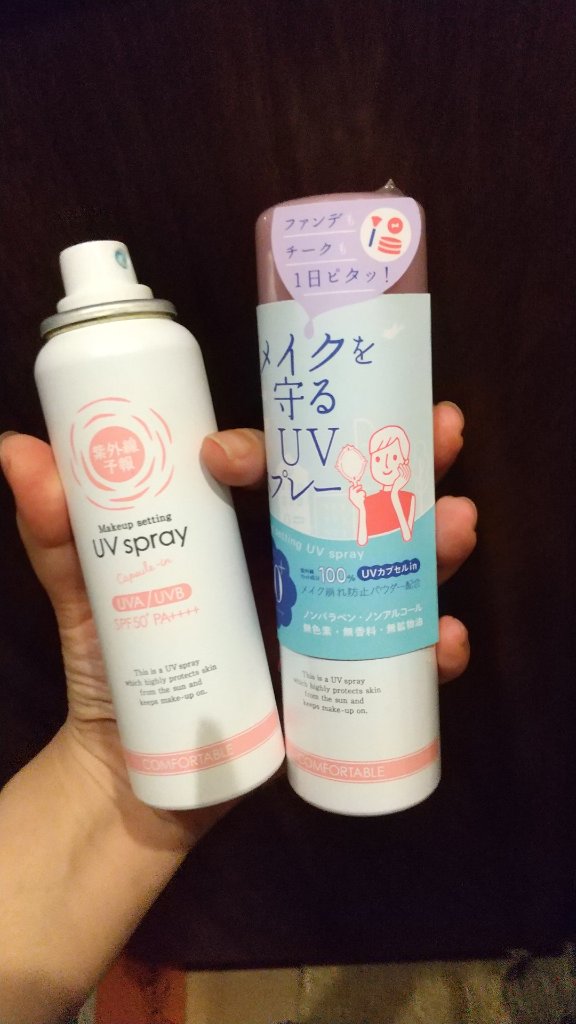 紫外線
予報
Makeup setting
UV spray
Capsule-in
UVA/UVB
SPF50+ PA++++
This is a UV spray
which highly protects skin
from the sun and
keeps make-up on.
COMFORTABLE
ファンデも
チークも
1日ピタッ!
メイクを
守る
UV
プレー
setting UV spray
0+
100%
UVカプセルin
メイク崩れ防止パウダー配合
ノンパラベン・ノンアルコール
無色素・無香料・無鉱物油
This is a UV spray
which highly protects skin
from the sun and
keeps make-up on.
COMFORTABLE